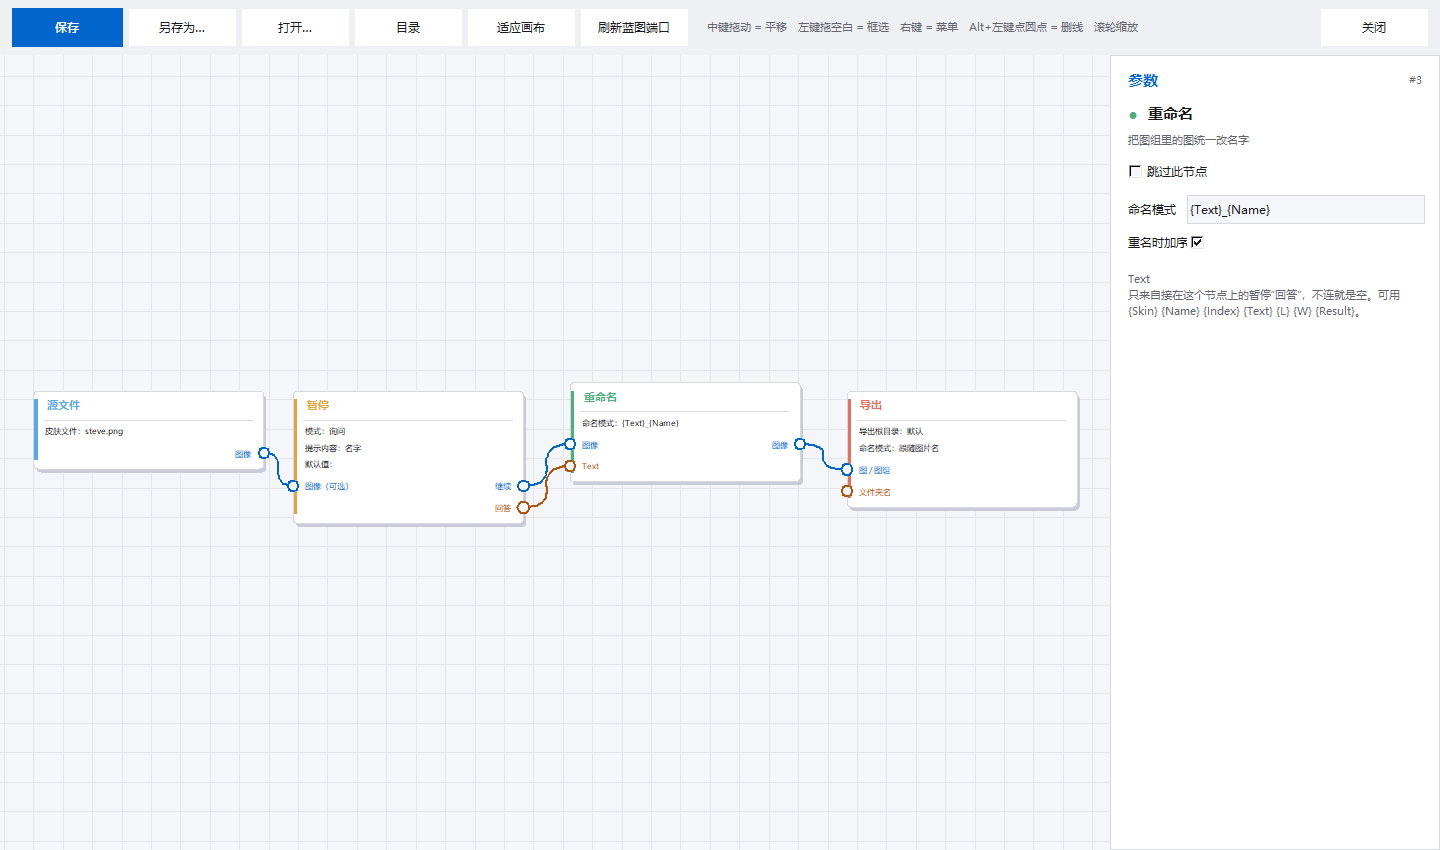 保存
另存为...
打开...
目录
适应画布
刷新蓝图端口
中键拖动 = 平移 左键拖空白 = 框选 右键 = 菜单 Alt+左键点圆点 = 删线 滚轮缩放
关闭
参数
#3
重命名
把图组里的图统一改名字
跳过此节点
命名模式
{Text}_{Name}
重名时加序
Text
只来自接在这个节点上的暂停"回答"，不连就是空。可用
{Skin} {Name} {Index} {Text} {L} {W} {Result}。
源文件
皮肤文件：steve.png
图像
暂停
模式：询问
提示内容：名字
默认值：
图像（可选）
继续
回答
重命名
命名模式：{Text}_{Name}
图像
图像
Text
导出
导出根目录：默认
命名模式：跟随图片名
图 / 图组
文件夹名